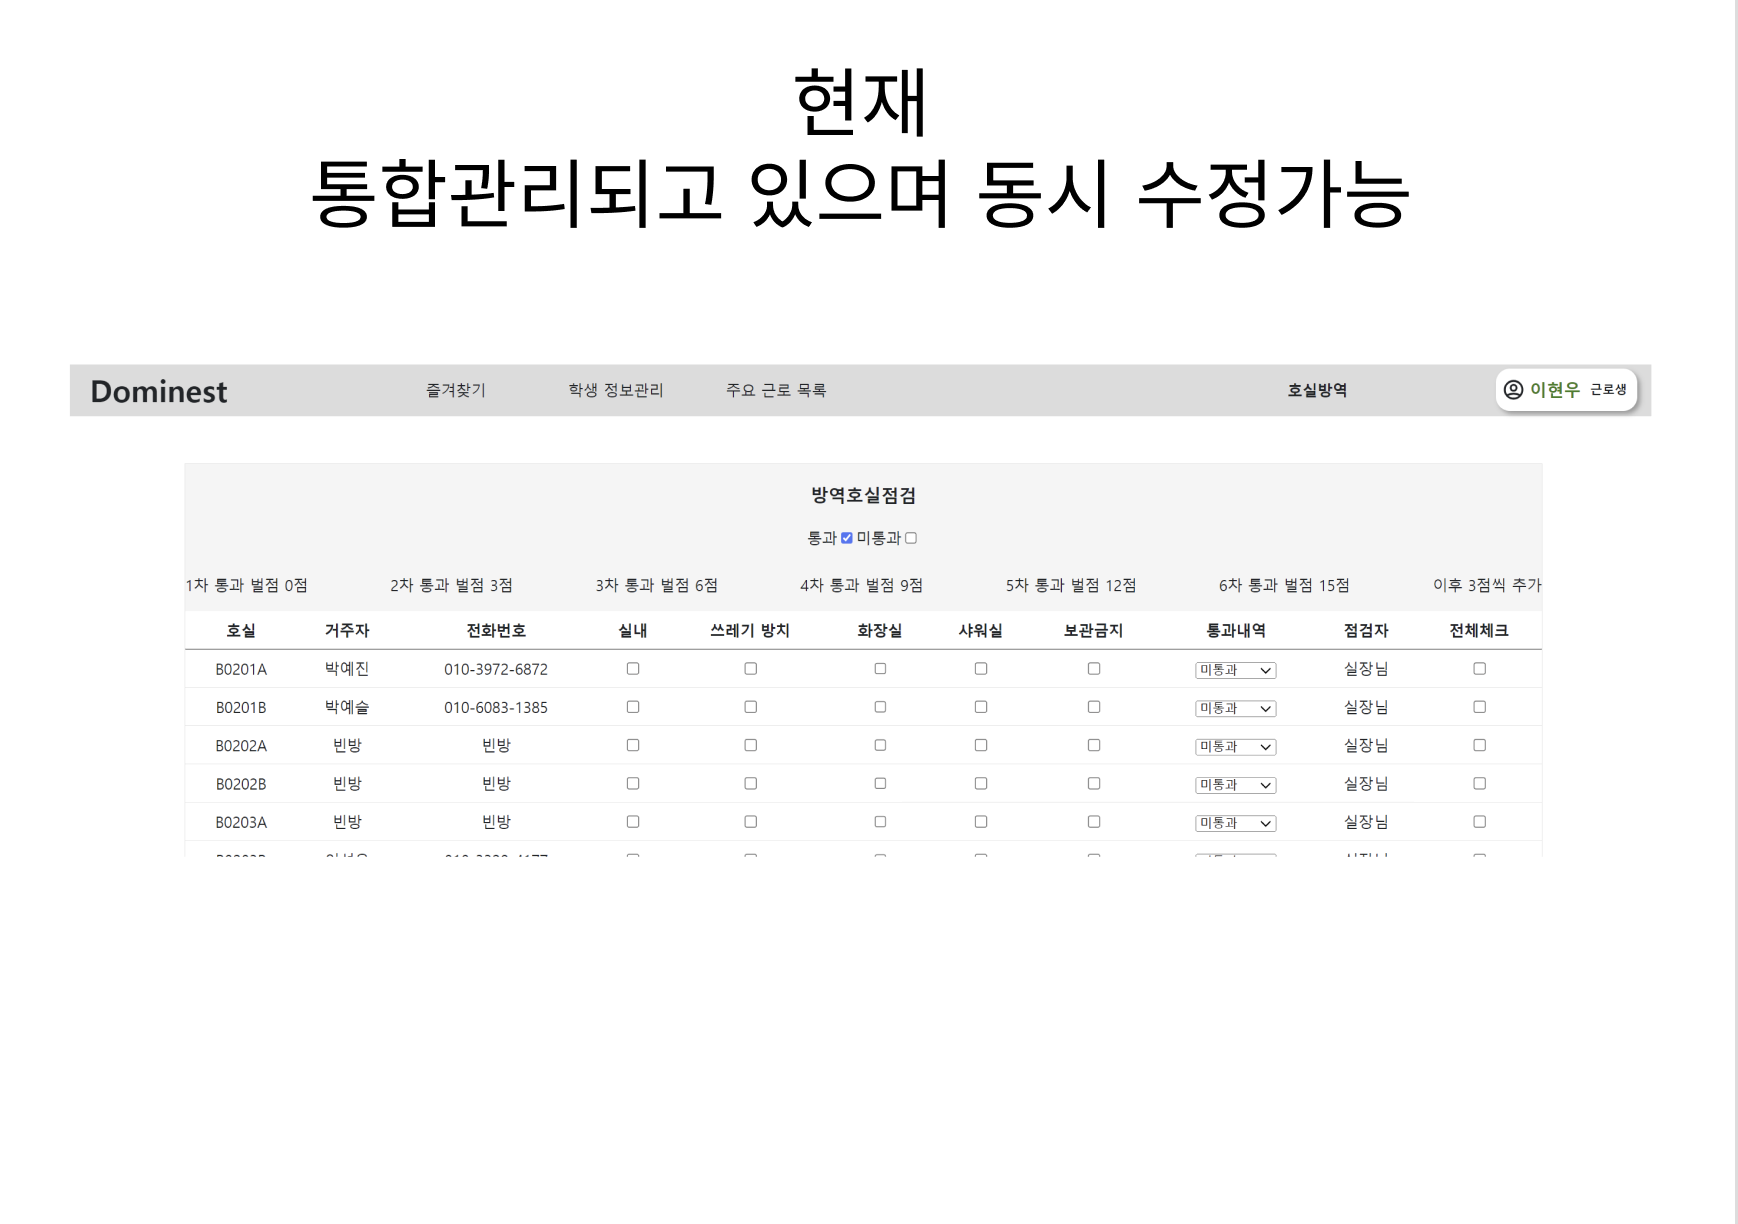 현재
통합관리되고 있으며 동시 수정가능
Dominest 즐겨찾기 학생 정보관리 주요 근로 목록 호실방역 이현우 근로생
방역호실점검
통과 미통과
1차 통과 벌점 0점 2차 통과 벌점 3점 3차 통과 벌점 6점 4차 통과 벌점 9점 5차 통과 벌점 12점 6차 통과 벌점 15점 이후 3점씩 추가
호실 거주자 전화번호 실내 쓰레기 방치 화장실 샤워실 보관금지 통과내역 점검자 전체체크
B0201A 박예진 010-3972-6872 미통과 실장님
B0201B 박예슬 010-6083-1385 미통과 실장님
B0202A 빈방 빈방 미통과 실장님
B0202B 빈방 빈방 미통과 실장님
B0203A 빈방 빈방 미통과 실장님